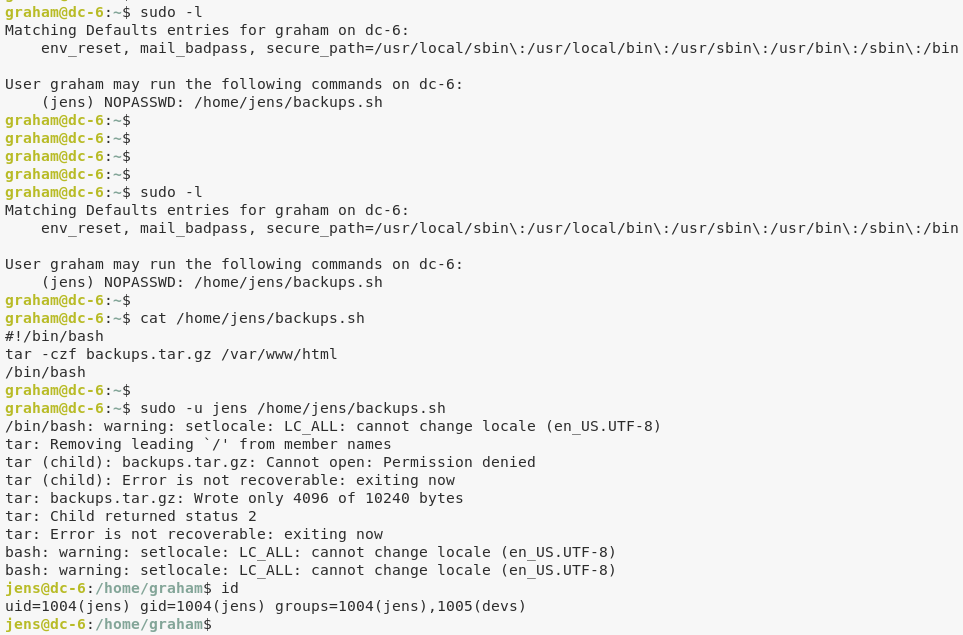 graham@dc-6:~$ sudo -l
Matching Defaults entries for graham on dc-6:
    env_reset, mail_badpass, secure_path=/usr/local/sbin\:/usr/local/bin\:/usr/sbin\:/usr/bin\:/sbin\:/bin

User graham may run the following commands on dc-6:
    (jens) NOPASSWD: /home/jens/backups.sh
graham@dc-6:~$
graham@dc-6:~$
graham@dc-6:~$
graham@dc-6:~$
graham@dc-6:~$ sudo -l
Matching Defaults entries for graham on dc-6:
    env_reset, mail_badpass, secure_path=/usr/local/sbin\:/usr/local/bin\:/usr/sbin\:/usr/bin\:/sbin\:/bin

User graham may run the following commands on dc-6:
    (jens) NOPASSWD: /home/jens/backups.sh
graham@dc-6:~$
graham@dc-6:~$ cat /home/jens/backups.sh
#!/bin/bash
tar -czf backups.tar.gz /var/www/html
/bin/bash
graham@dc-6:~$
graham@dc-6:~$ sudo -u jens /home/jens/backups.sh
/bin/bash: warning: setlocale: LC_ALL: cannot change locale (en_US.UTF-8)
tar: Removing leading `/' from member names
tar (child): backups.tar.gz: Cannot open: Permission denied
tar (child): Error is not recoverable: exiting now
tar: backups.tar.gz: Wrote only 4096 of 10240 bytes
tar: Child returned status 2
tar: Error is not recoverable: exiting now
bash: warning: setlocale: LC_ALL: cannot change locale (en_US.UTF-8)
bash: warning: setlocale: LC_ALL: cannot change locale (en_US.UTF-8)
jens@dc-6:/home/graham$ id
uid=1004(jens) gid=1004(jens) groups=1004(jens),1005(devs)
jens@dc-6:/home/graham$